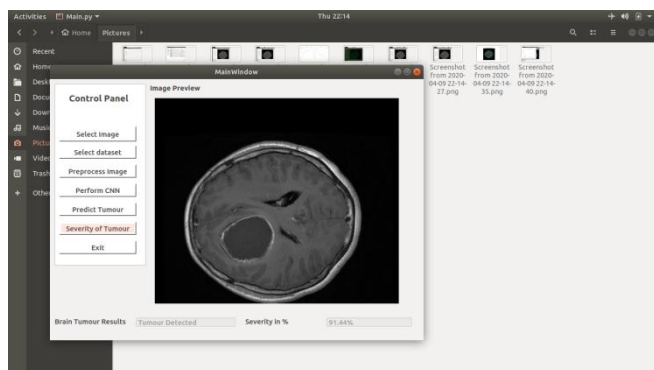 Activities Main.py Thu 22:14
Home Pictures
Recent
Home
Desk
Docu
Down
Music
Pictu
Video
Trash
Other
Screenshot from 2020-04-09 22-14-27.png
Screenshot from 2020-04-09 22-14-35.png
Screenshot from 2020-04-09 22-14-40.png
MainWindow
Control Panel
Select Image
Select dataset
Preprocess Image
Perform CNN
Predict Tumour
Severity of Tumour
Exit
Image Preview
Brain Tumour Results Tumour Detected Severity in % 91.44%